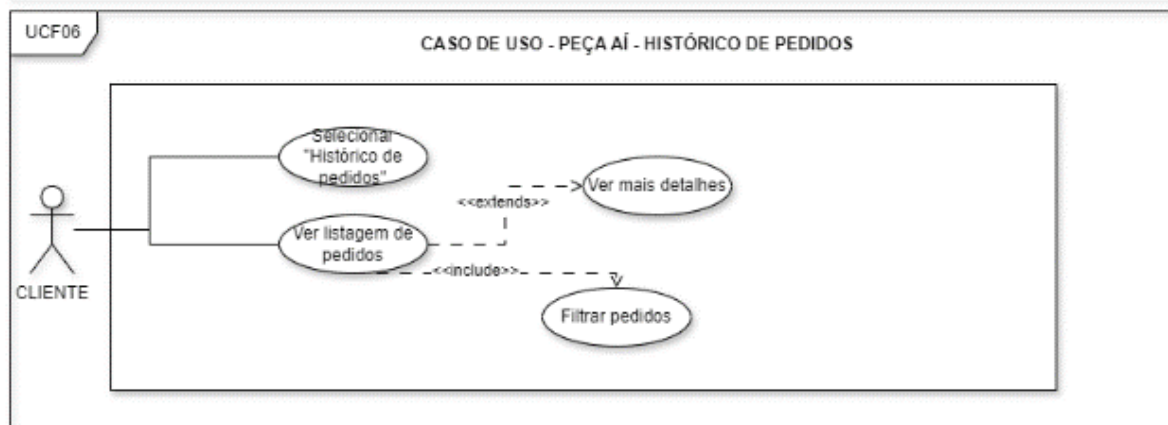 UCF06
CASO DE USO - PEÇA AÍ - HISTÓRICO DE PEDIDOS
Selecionar
"Histórico de
pedidos"
Ver mais detalhes
<<extends>>
Ver listagem de
pedidos
<<include>>
CLIENTE
Filtrar pedidos